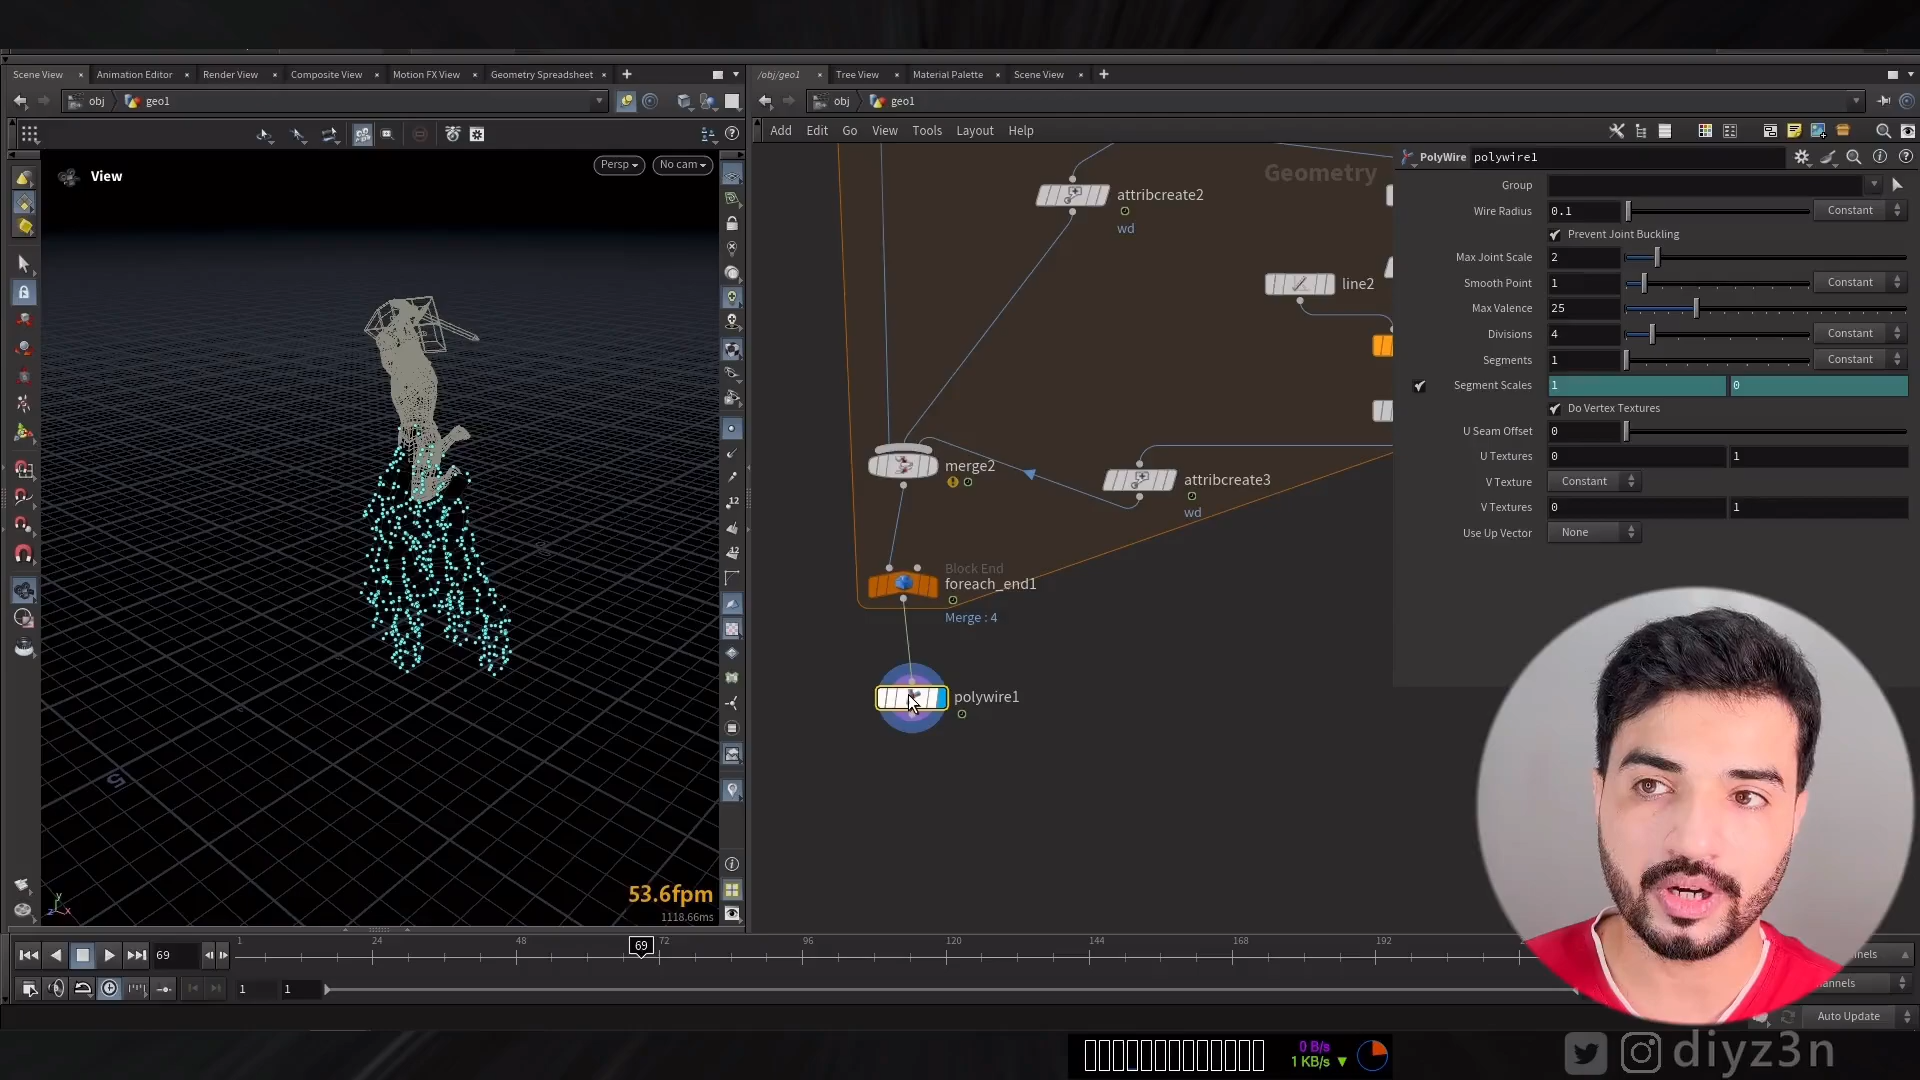 Scene View
Animation Editor
Render View
Composite View
Motion FX View
Geometry Spreadsheet
/obj/geo1
Tree View
Material Palette
Scene View
obj
geo1
obj
geo1
Add
Edit
Go
View
Tools
Layout
Help
View
Persp
No cam
Geometry
attribcreate2
wd
line2
merge2
attribcreate3
wd
Block End
foreach_end1
Merge : 4
polywire1
PolyWire polywire1
Group
Wire Radius 0.1 Constant
Prevent Joint Buckling
Max Joint Scale 2
Smooth Point 1 Constant
Max Valence 25
Divisions 4 Constant
Segments 1 Constant
Segment Scales 1 0
Do Vertex Textures
U Seam Offset 0
U Textures 0 1
V Texture Constant
V Textures 0 1
Use Up Vector None
12
12
5
y
z x
53.6fpm
1118.66ms
69
1 24 48 69 72 96 120 144 168 192
1 1
nnels
annels
Auto Update
0 B/s
1 KB/s
diyz3n